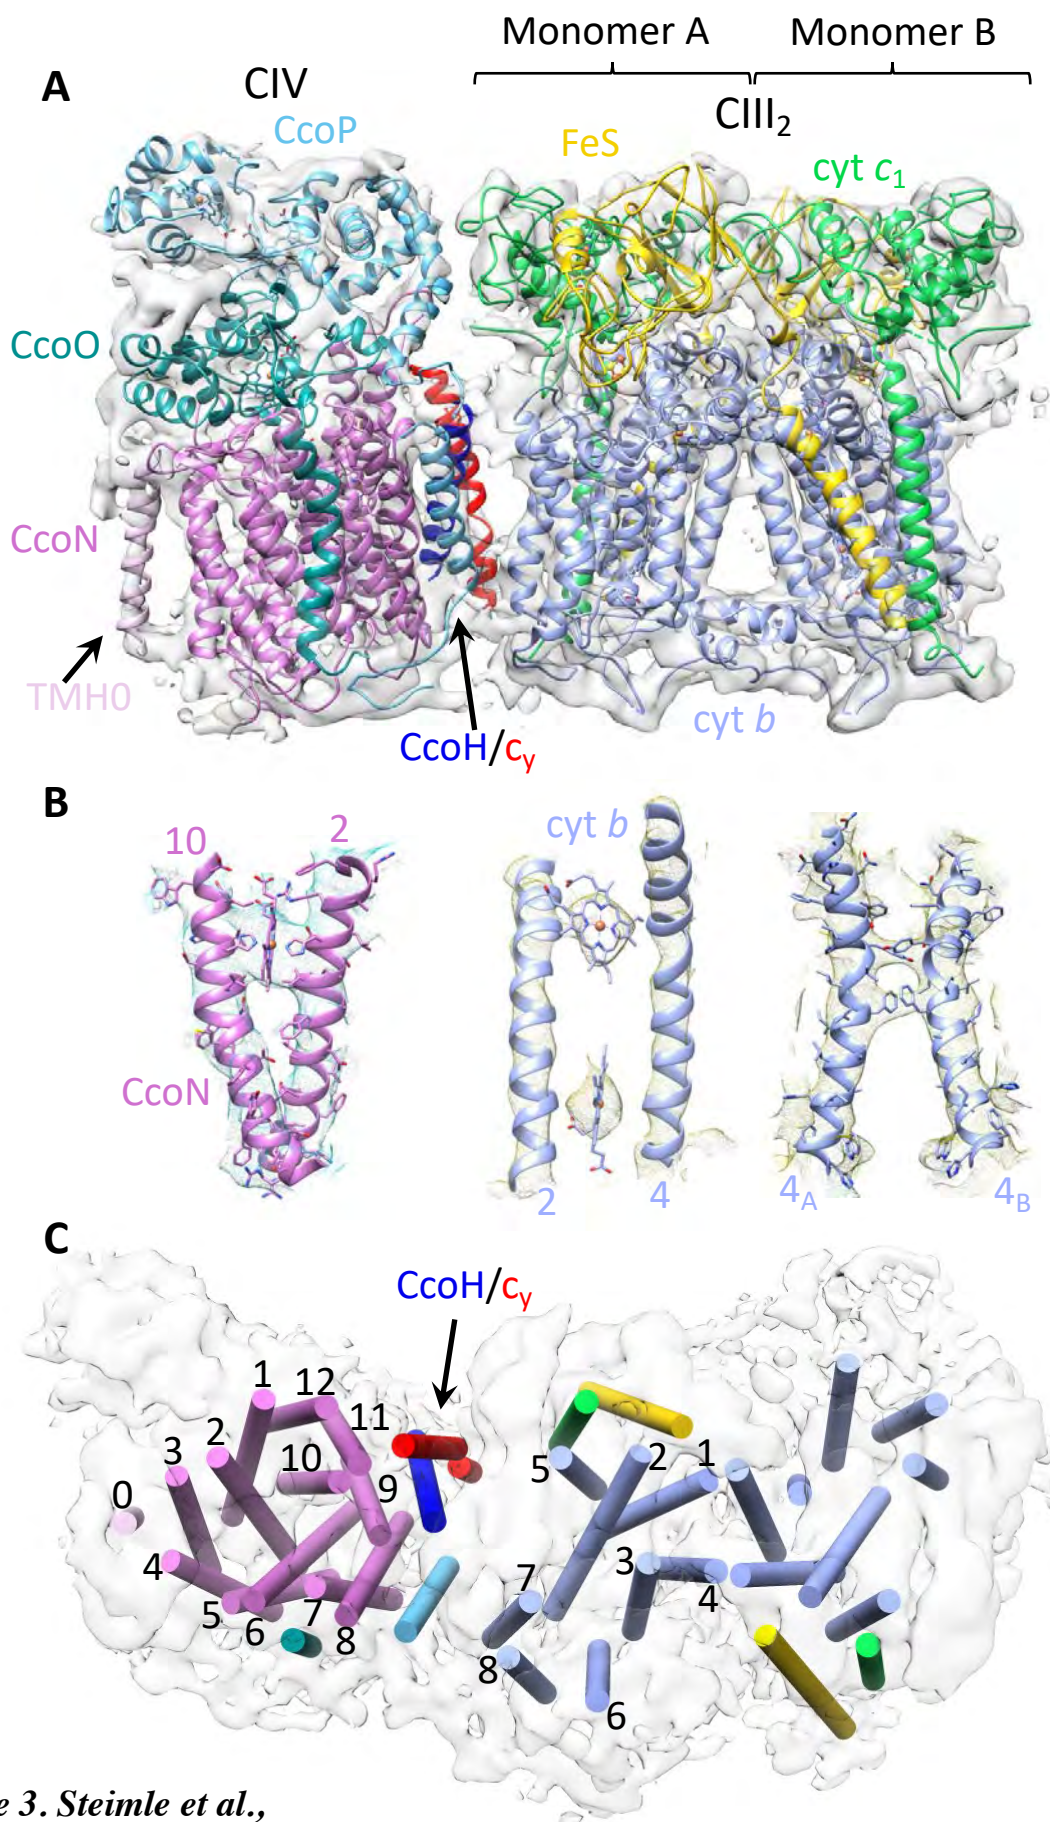 Monomer A Monomer B
A CIV
CIII2
CcoP
FeS
cyt c1
CcoO
CcoN
TMH0
cyt b
CcoH/cy
B
10 2
cyt b
CcoN
2 4 4A 4B
C
CcoH/cy
1 12
11
2
3
10
9
0
5
2 1
4
3
7
4
5 6 7 8
8
6
e 3. Steimle et al.,